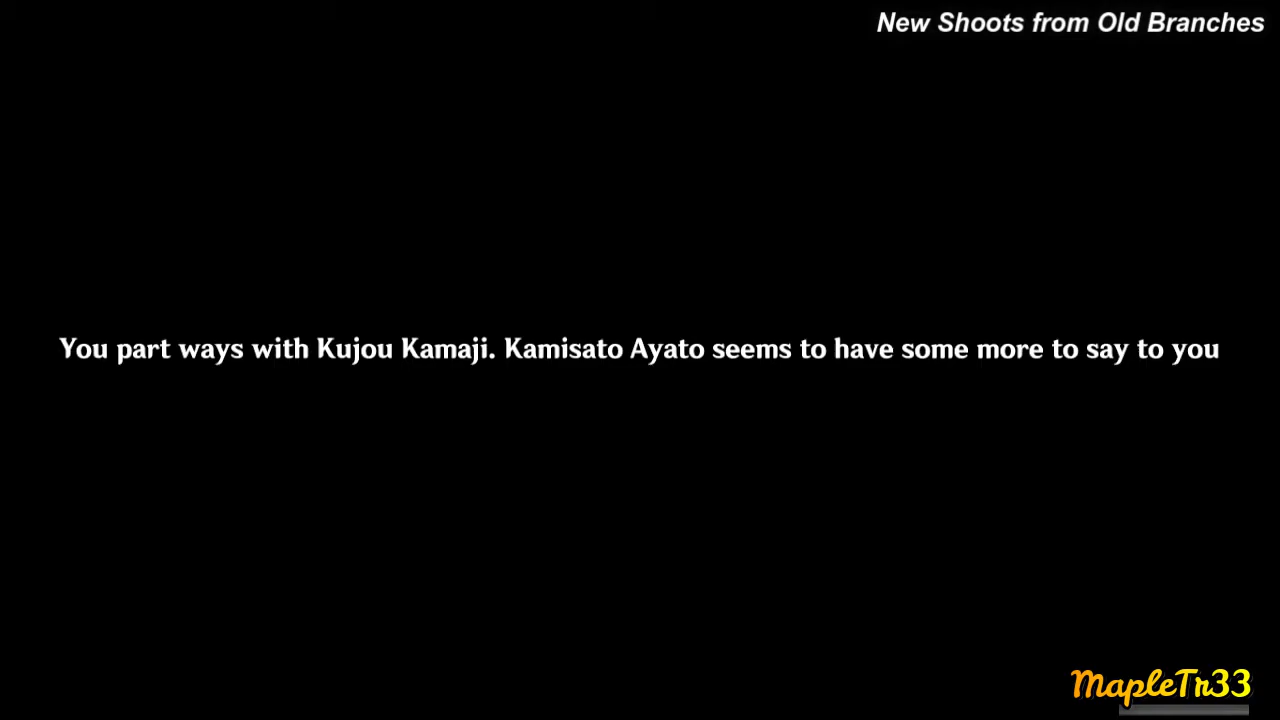 New Shoots from Old Branches
You part ways with Kujou Kamaji. Kamisato Ayato seems to have some more to say to you
MapleTr33